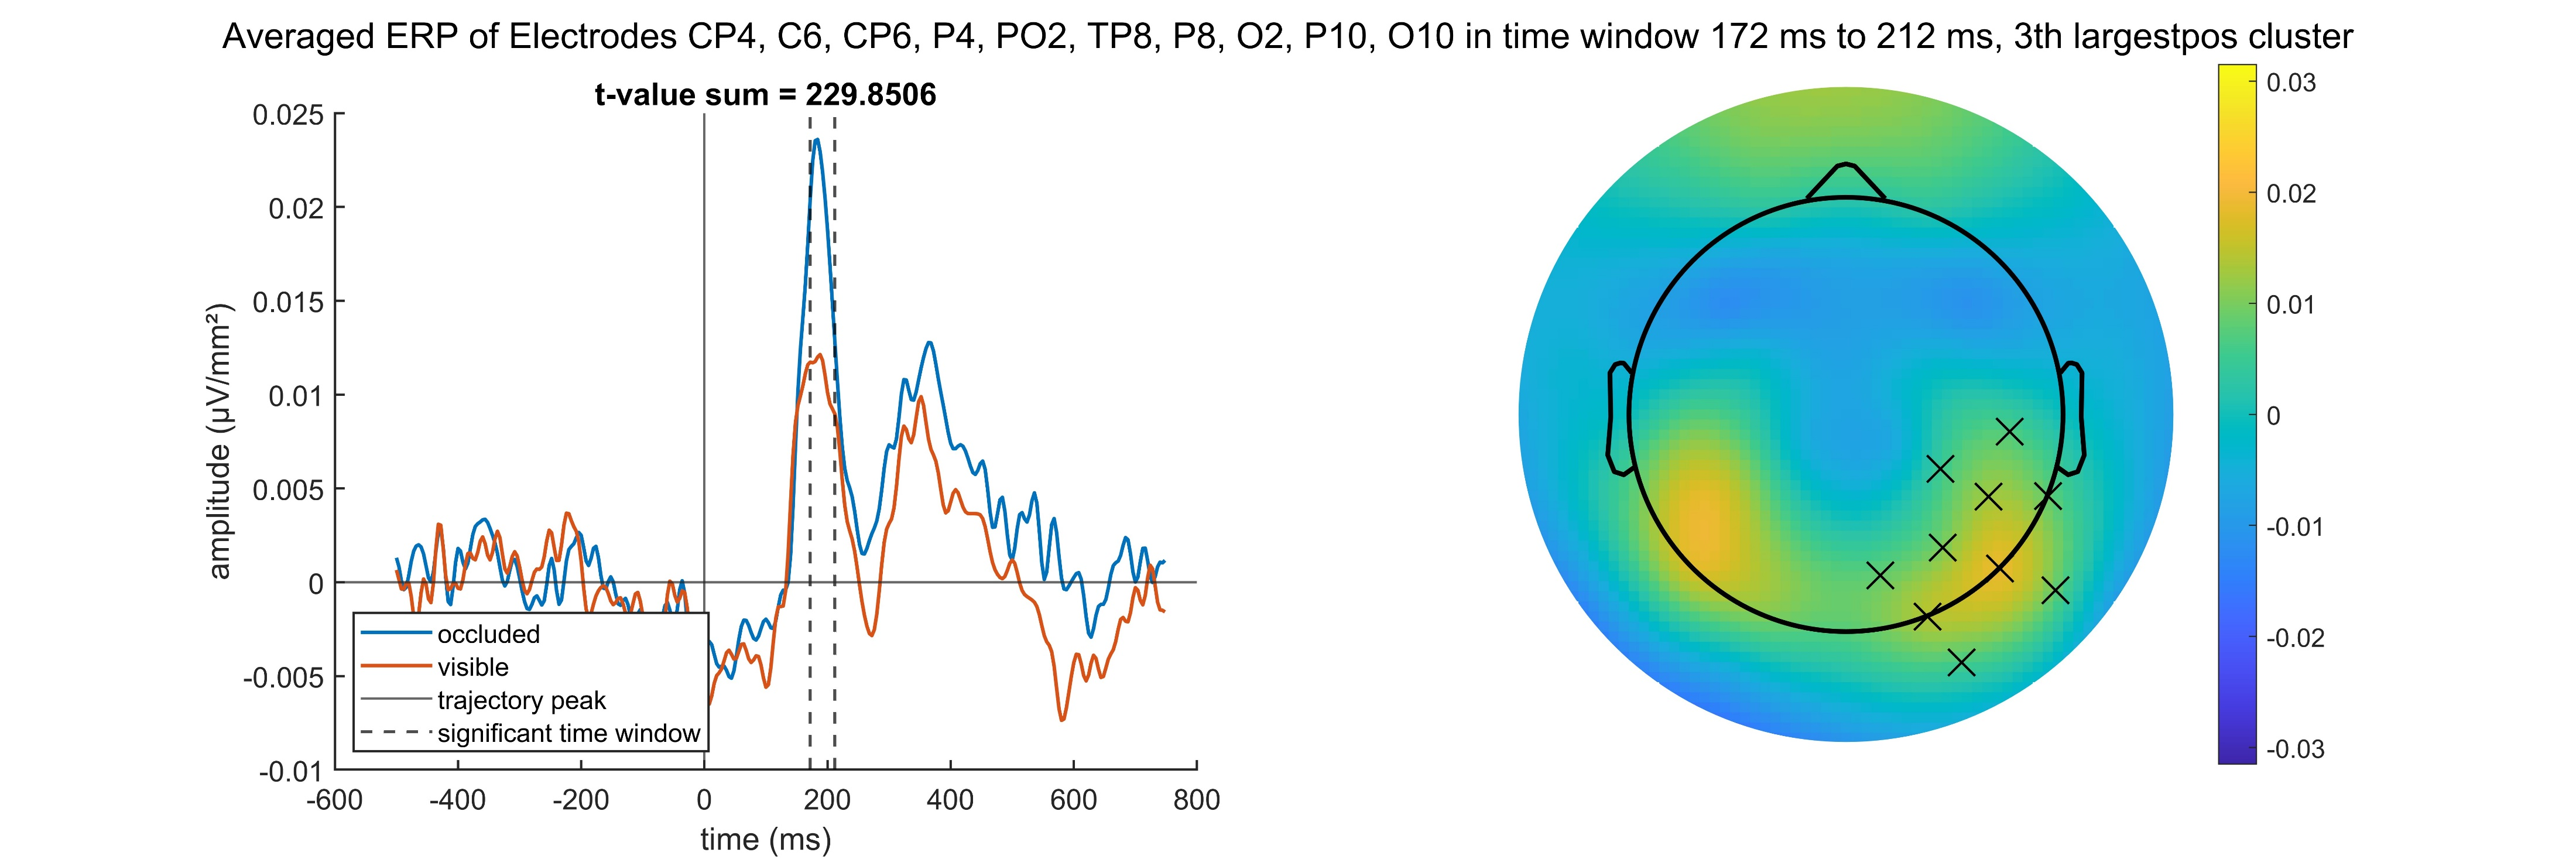 Averaged ERP of Electrodes CP4, C6, CP6, P4, PO2, TP8, P8, O2, P10, O10 in time window 172 ms to 212 ms, 3th largestpos cluster
t-value sum = 229.8506
0.025
0.02
0.015
0.01
0.005
0
-0.005
-0.01
amplitude (µV/mm²)
occluded
visible
trajectory peak
significant time window
-600 -400 -200 0 200 400 600 800
time (ms)
0.03
0.02
0.01
0
-0.01
-0.02
-0.03